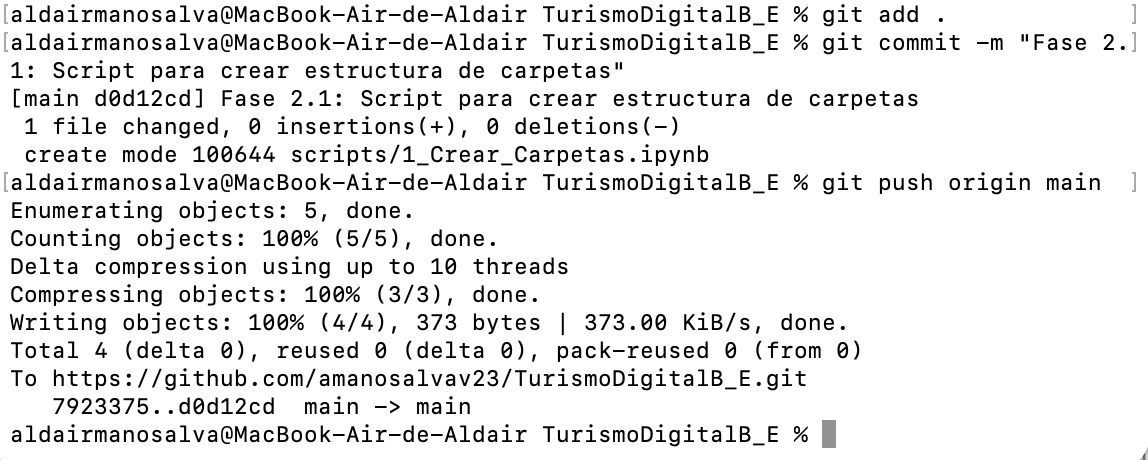 [aldairmanosalva@MacBook-Air-de-Aldair TurismoDigitalB_E % git add .                ]
[aldairmanosalva@MacBook-Air-de-Aldair TurismoDigitalB_E % git commit -m "Fase 2.]
1: Script para crear estructura de carpetas"
[main d0d12cd] Fase 2.1: Script para crear estructura de carpetas
 1 file changed, 0 insertions(+), 0 deletions(-)
 create mode 100644 scripts/1_Crear_Carpetas.ipynb
[aldairmanosalva@MacBook-Air-de-Aldair TurismoDigitalB_E % git push origin main  ]
Enumerating objects: 5, done.
Counting objects: 100% (5/5), done.
Delta compression using up to 10 threads
Compressing objects: 100% (3/3), done.
Writing objects: 100% (4/4), 373 bytes | 373.00 KiB/s, done.
Total 4 (delta 0), reused 0 (delta 0), pack-reused 0 (from 0)
To https://github.com/amanosalvav23/TurismoDigitalB_E.git
   7923375..d0d12cd  main -> main
aldairmanosalva@MacBook-Air-de-Aldair TurismoDigitalB_E %